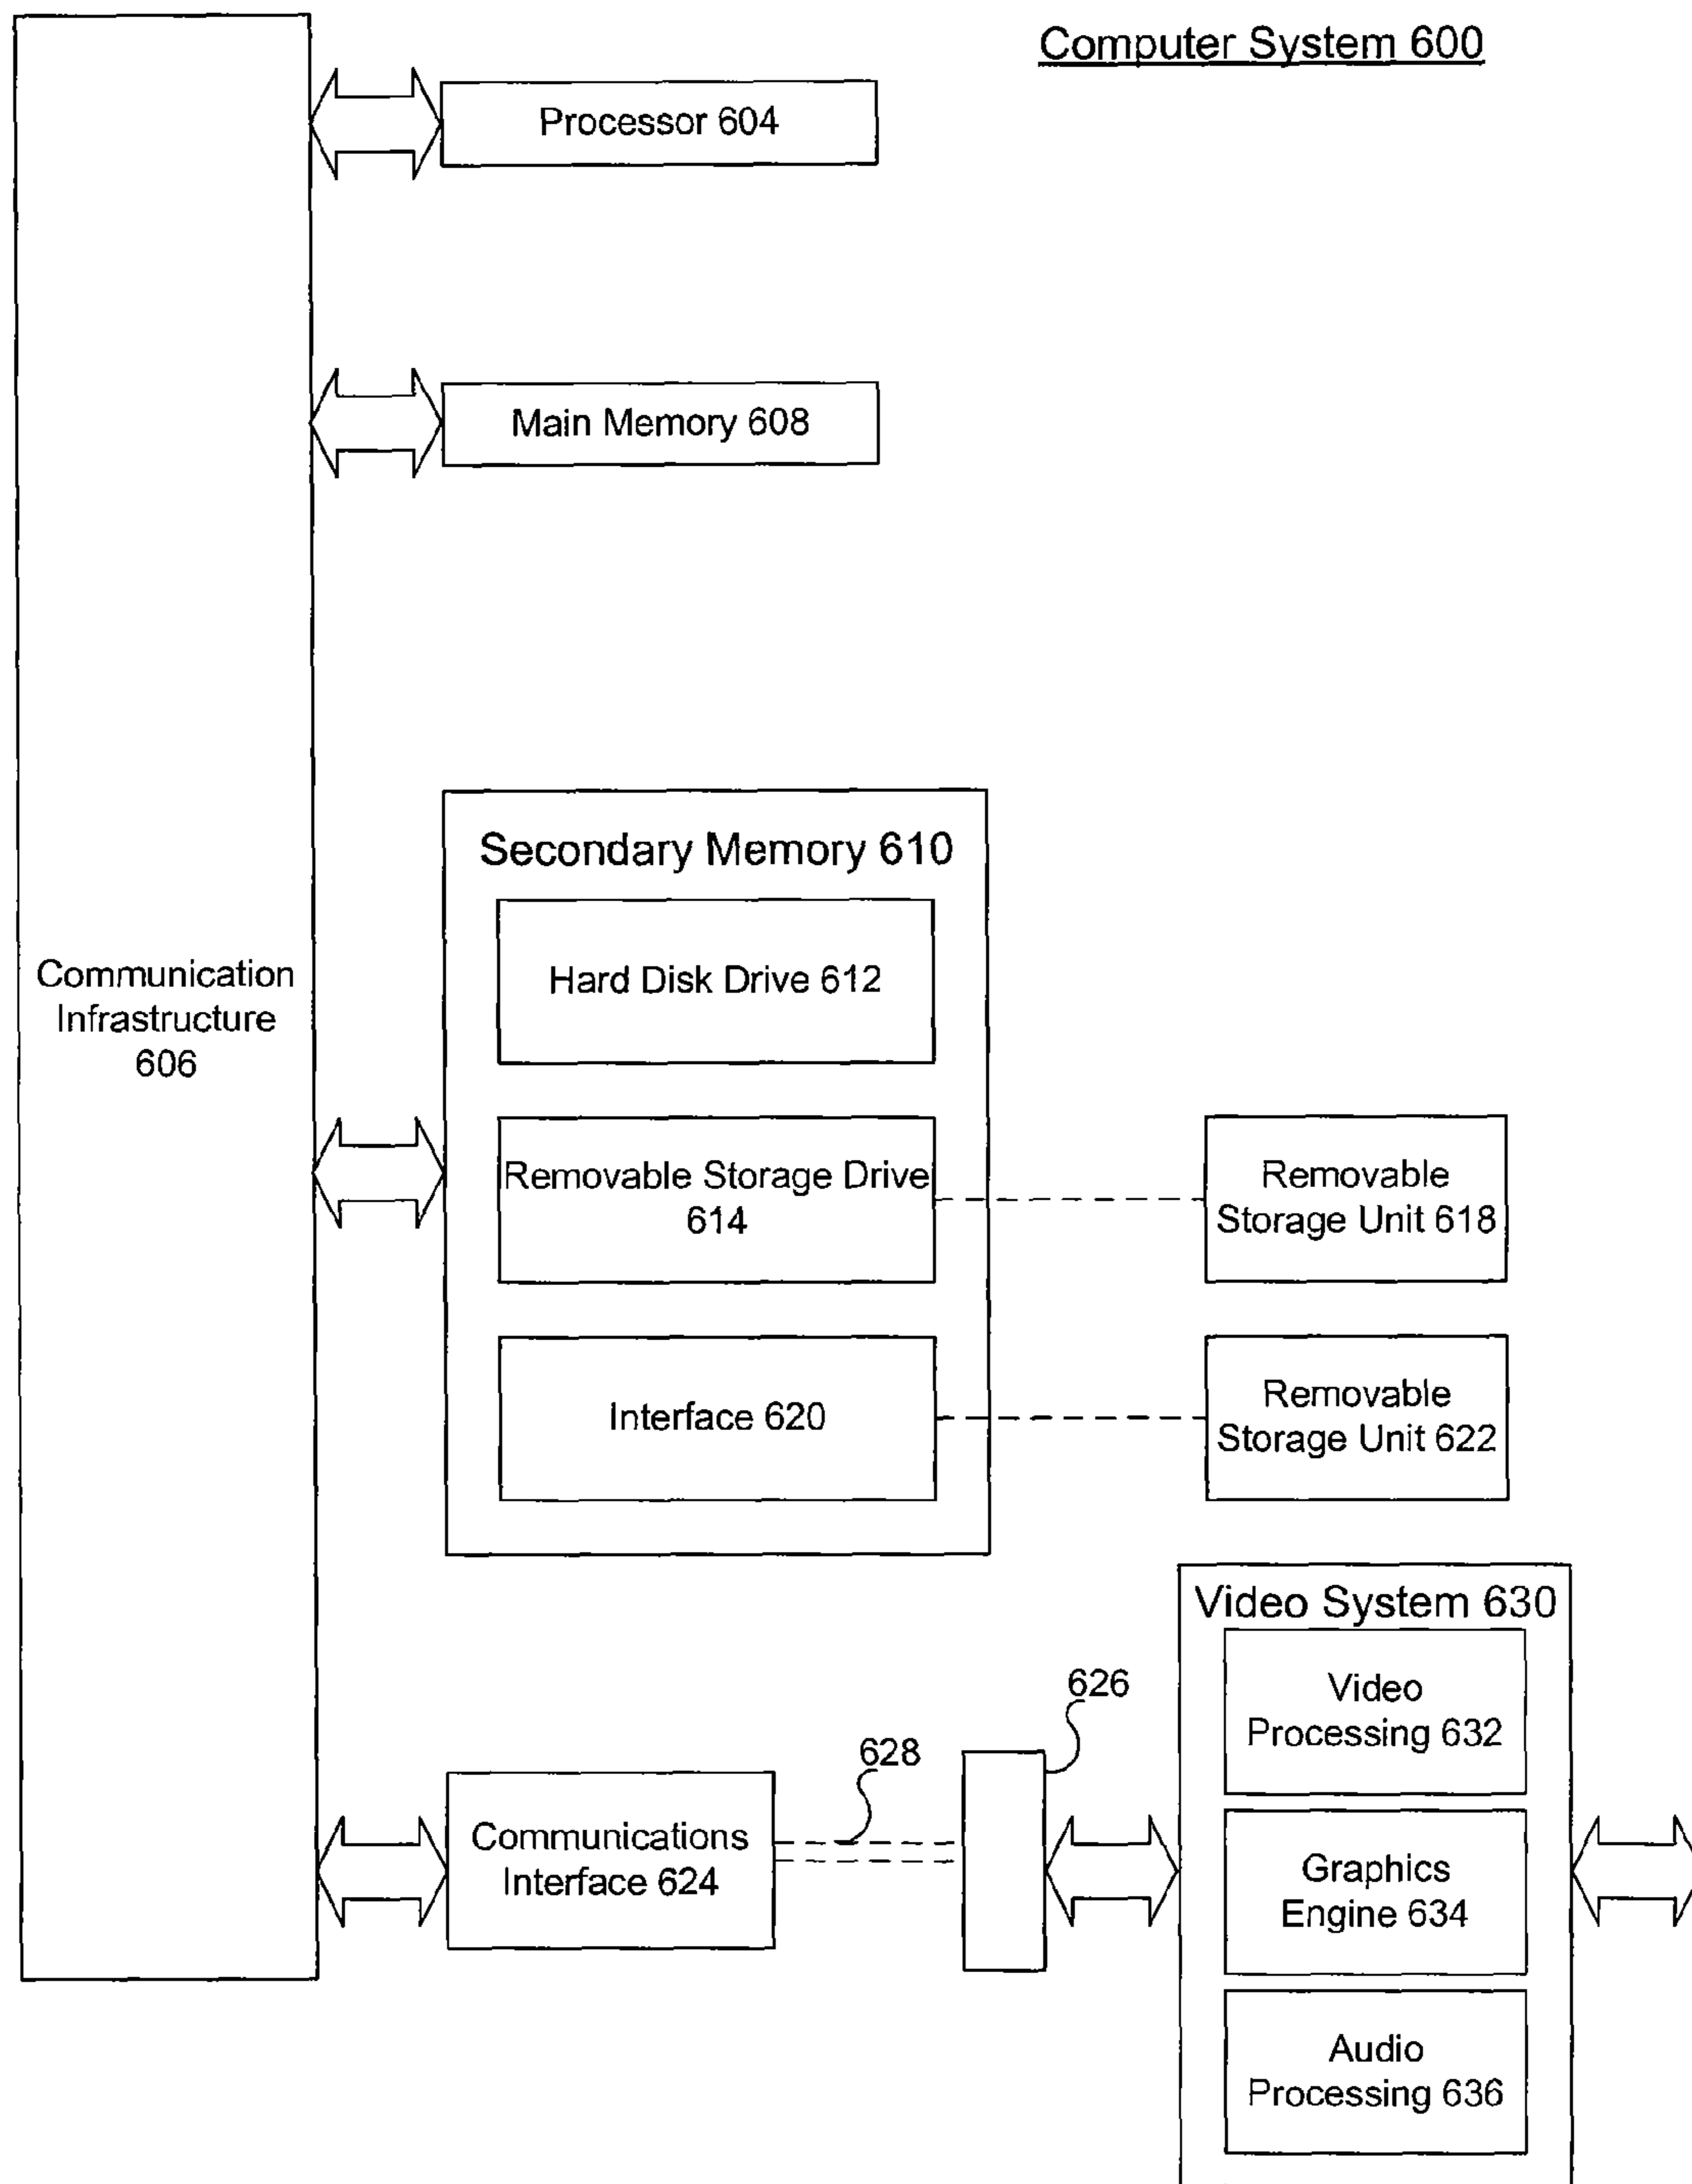 Computer System 600
Processor 604
Main Memory 608
Communication
Infrastructure
606
Secondary Memory 610
Hard Disk Drive 612
Removable Storage Drive
614
Interface 620
Removable
Storage Unit 618
Removable
Storage Unit 622
Communications
Interface 624
628
626
Video System 630
Video
Processing 632
Graphics
Engine 634
Audio
Processing 636